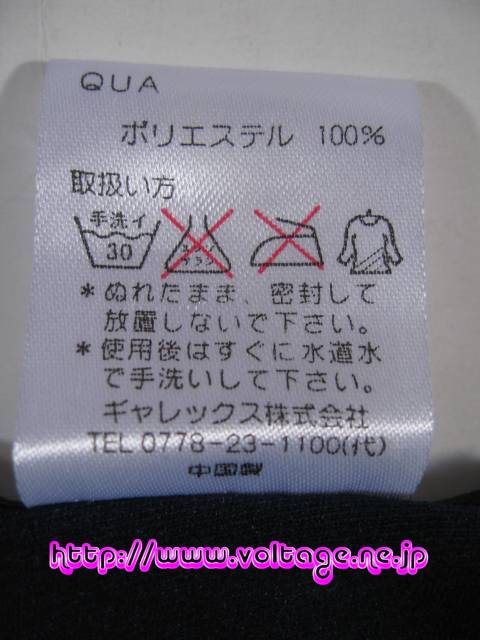 QUA
ポリエステル 100%
取扱い方
手洗イ
30
エンソ
サラシ
* ぬれたまま、密封して
放置しないで下さい。
* 使用後はすぐに水道水
で手洗いして下さい。
ギャレックス株式会社
TEL 0778-23-1100(代)
中国製
http://www.voltage.ne.jp